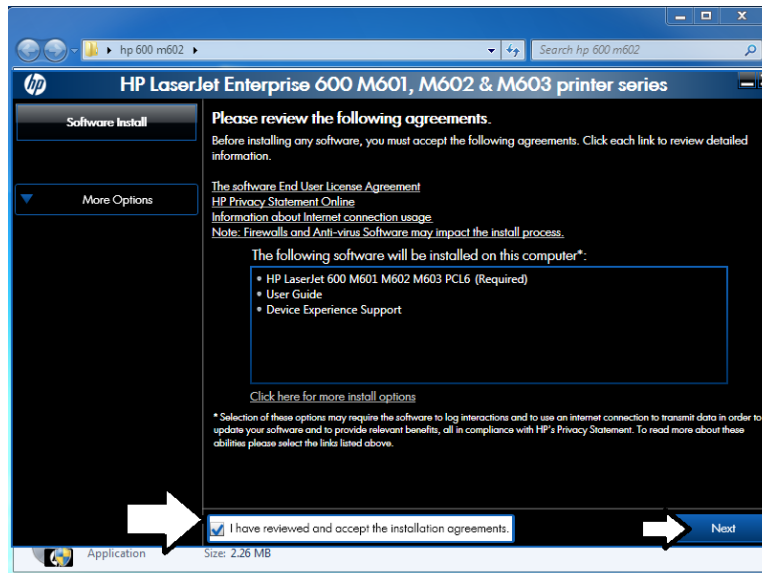 hp 600 m602
Search hp 600 m602
hp
HP LaserJet Enterprise 600 M601, M602 & M603 printer series
Software Install
More Options
Please review the following agreements.
Before installing any software, you must accept the following agreements. Click each link to review detailed
information.
The software End User License Agreement
HP Privacy Statement Online
Information about Internet connection usage
Note: Firewalls and Anti-virus Software may impact the install process.
The following software will be installed on this computer*:
• HP LaserJet 600 M601 M602 M603 PCL6 (Required)
• User Guide
• Device Experience Support
Click here for more install options
* Selection of these options may require the software to log interactions and to use an internet connection to transmit data in order to
update your software and to provide relevant benefits, all in compliance with HP's Privacy Statement. To read more about these
abilities please select the links listed above.
I have reviewed and accept the installation agreements.
Next
Application
Size: 2.26 MB